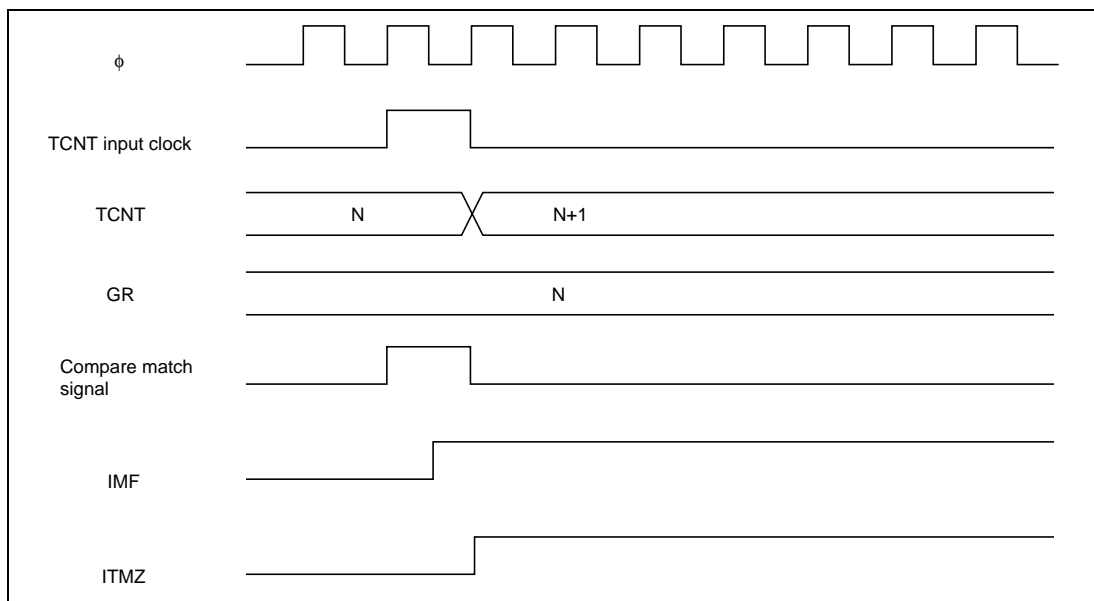 ϕ
TCNT input clock
TCNT
N
N+1
GR
N
Compare match
signal
IMF
ITMZ